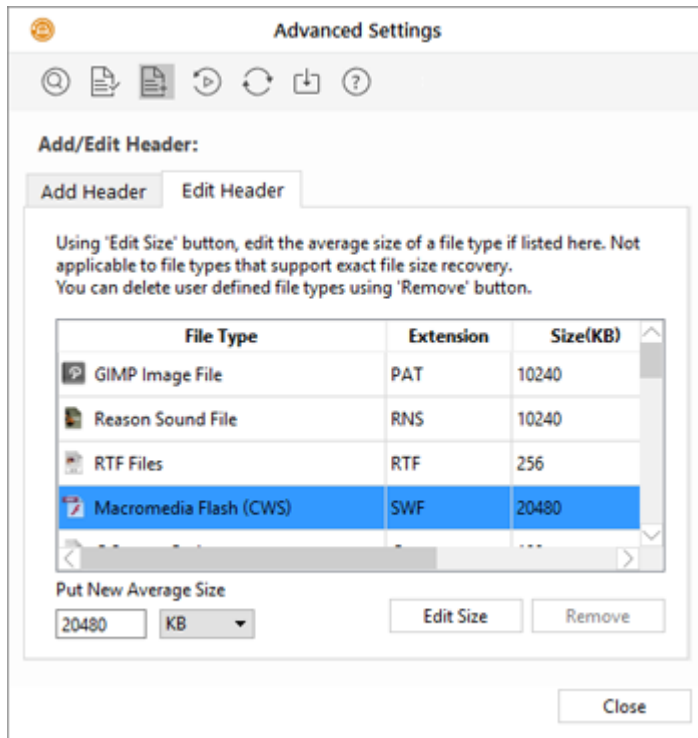 Advanced Settings
Add/Edit Header:
Add Header Edit Header
Using 'Edit Size' button, edit the average size of a file type if listed here. Not
applicable to file types that support exact file size recovery.
You can delete user defined file types using 'Remove' button.
File Type Extension Size(KB)
GIMP Image File PAT 10240
Reason Sound File RNS 10240
RTF Files RTF 256
Macromedia Flash (CWS) SWF 20480
Put New Average Size
20480 KB Edit Size Remove
Close